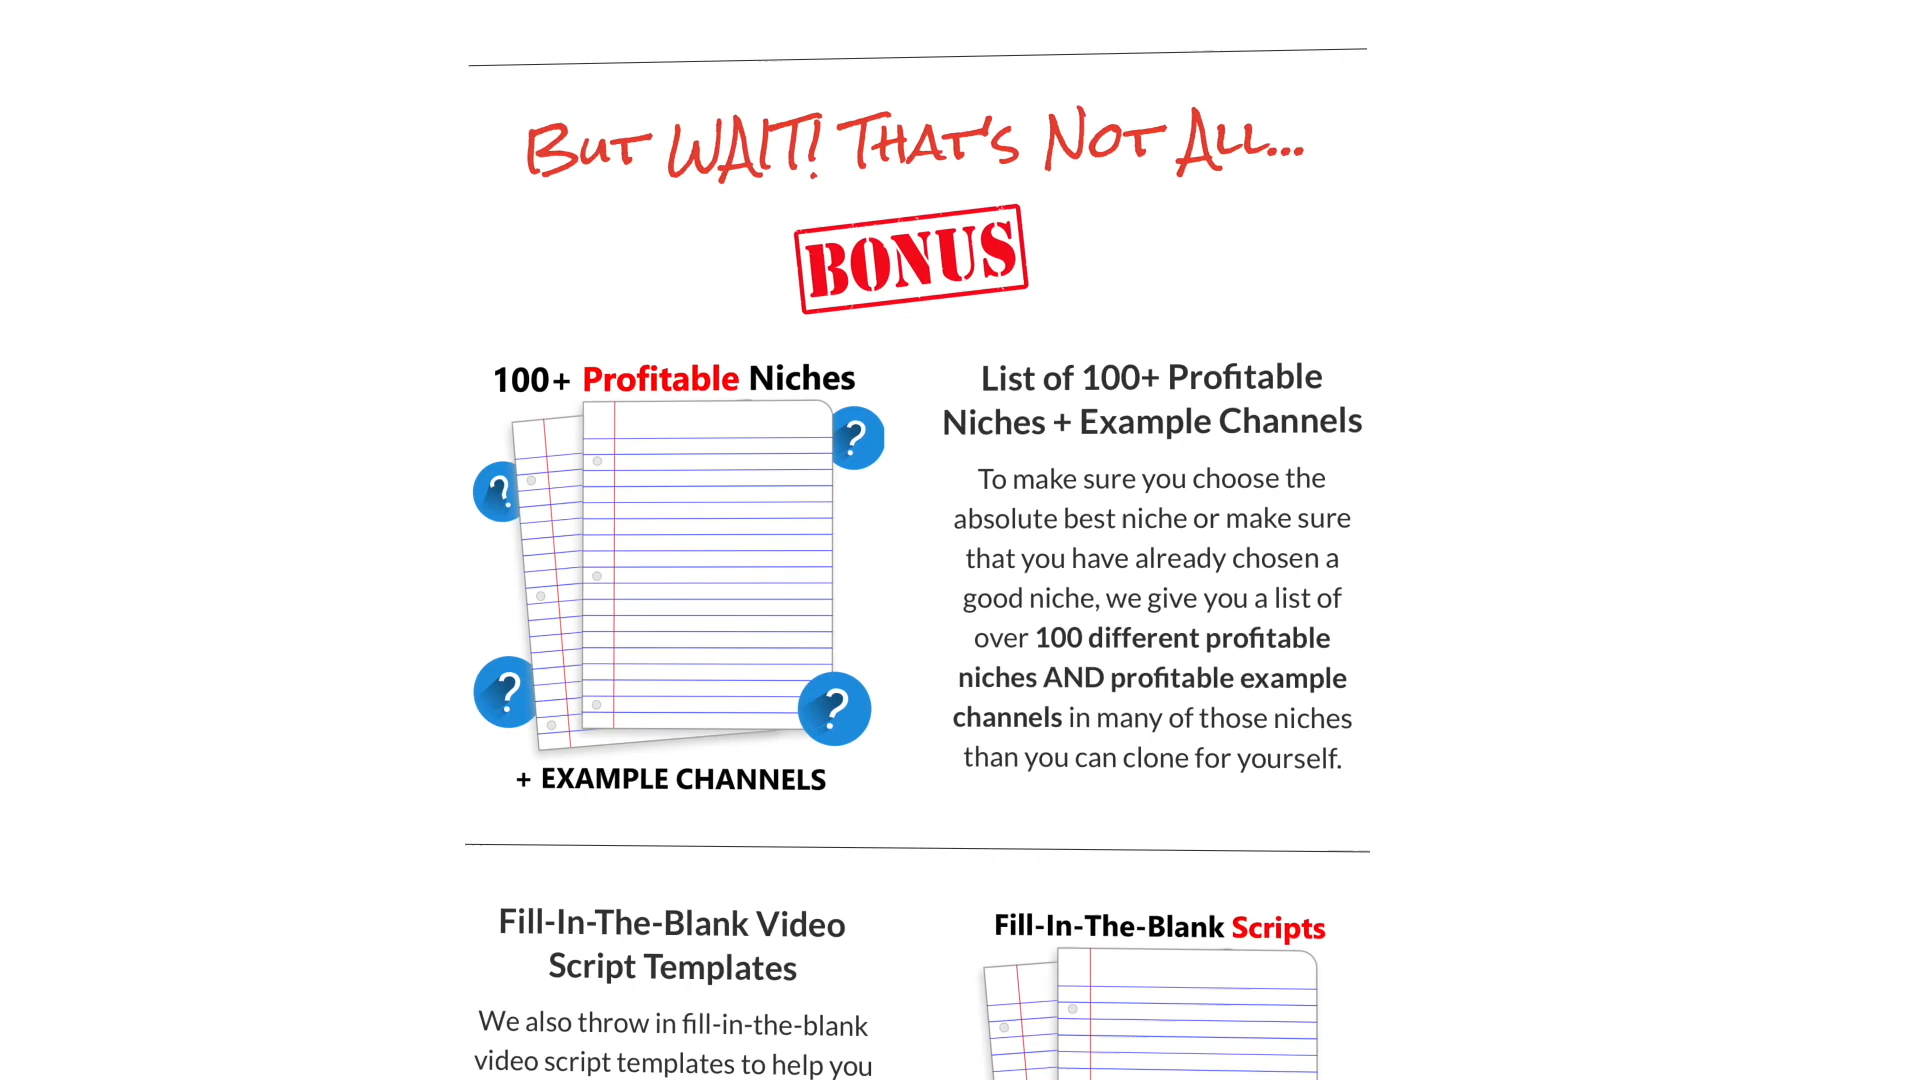 But WAIT! That's Not All...
BONUS
100+ Profitable Niches
?
?
?
?
+ EXAMPLE CHANNELS
List of 100+ Profitable
Niches + Example Channels
To make sure you choose the
absolute best niche or make sure
that you have already chosen a
good niche, we give you a list of
over 100 different profitable
niches AND profitable example
channels in many of those niches
than you can clone for yourself.
Fill-In-The-Blank Video
Script Templates
We also throw in fill-in-the-blank
video script templates to help you
Fill-In-The-Blank Scripts